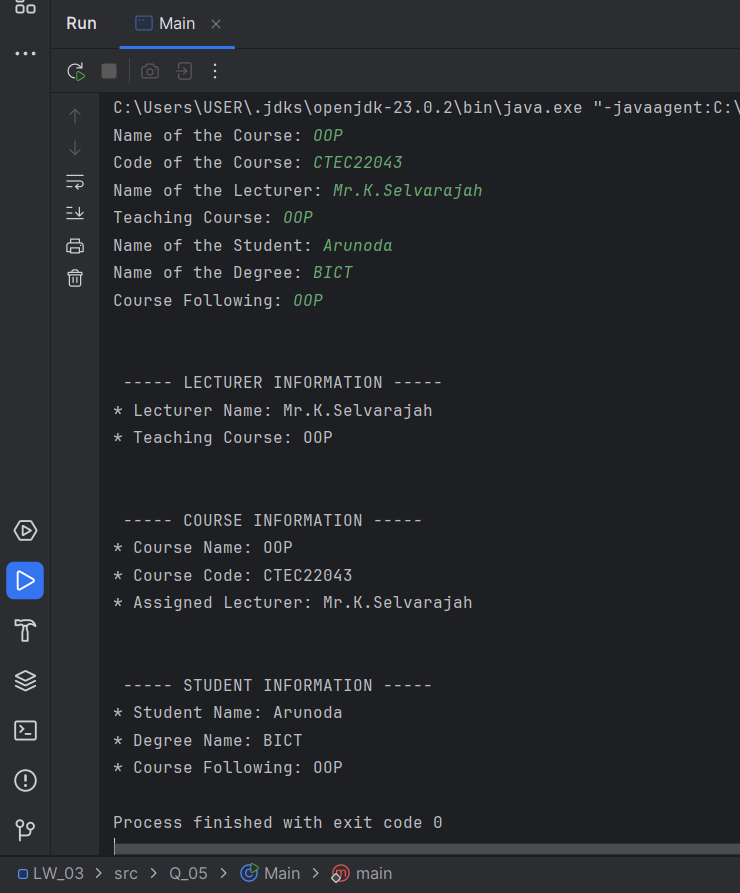 Run Main
C:\Users\USER\.jdks\openjdk-23.0.2\bin\java.exe "-javaagent:C:\
Name of the Course: OOP
Code of the Course: CTEC22043
Name of the Lecturer: Mr.K.Selvarajah
Teaching Course: OOP
Name of the Student: Arunoda
Name of the Degree: BICT
Course Following: OOP
----- LECTURER INFORMATION -----
* Lecturer Name: Mr.K.Selvarajah
* Teaching Course: OOP
----- COURSE INFORMATION -----
* Course Name: OOP
* Course Code: CTEC22043
* Assigned Lecturer: Mr.K.Selvarajah
----- STUDENT INFORMATION -----
* Student Name: Arunoda
* Degree Name: BICT
* Course Following: OOP
Process finished with exit code 0
LW_03 > src > Q_05 > Main > main